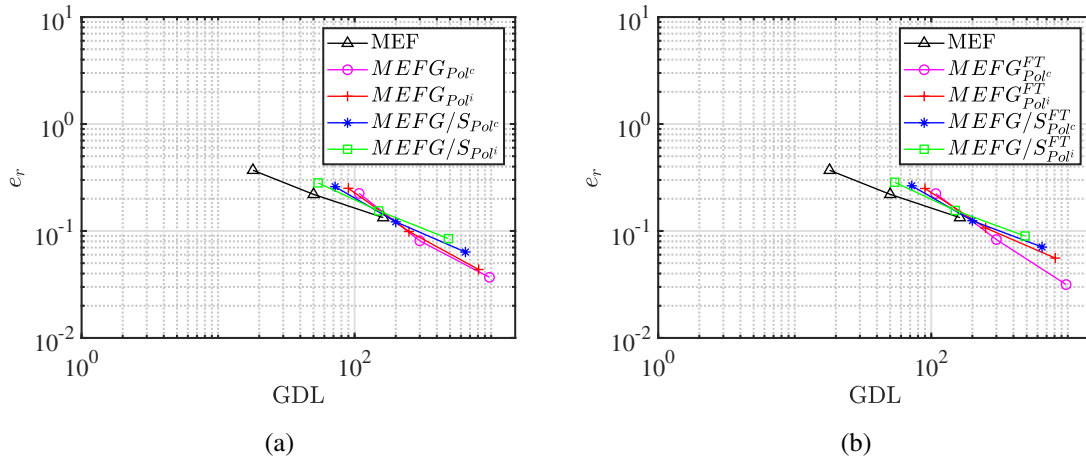 10^1
10^0
10^{-1}
10^{-2}
e_r
10^0
10^2
GDL
MEF
MEFG_{Pol^c}
MEFG_{Pol^i}
MEFG/S_{Pol^c}
MEFG/S_{Pol^i}
(a)
10^1
10^0
10^{-1}
10^{-2}
e_r
10^0
10^2
GDL
MEF
MEFG^{FT}_{Pol^c}
MEFG^{FT}_{Pol^i}
MEFG/S^{FT}_{Pol^c}
MEFG/S^{FT}_{Pol^i}
(b)